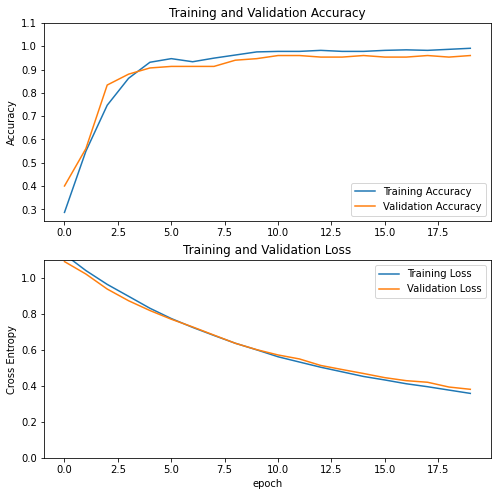 Training and Validation Accuracy
1.1
1.0
0.9
0.8
0.7
0.6
0.5
0.4
0.3
Accuracy
Training Accuracy
Validation Accuracy
0.0 2.5 5.0 7.5 10.0 12.5 15.0 17.5
Training and Validation Loss
1.0
0.8
0.6
0.4
0.2
0.0
Cross Entropy
Training Loss
Validation Loss
0.0 2.5 5.0 7.5 10.0 12.5 15.0 17.5
epoch